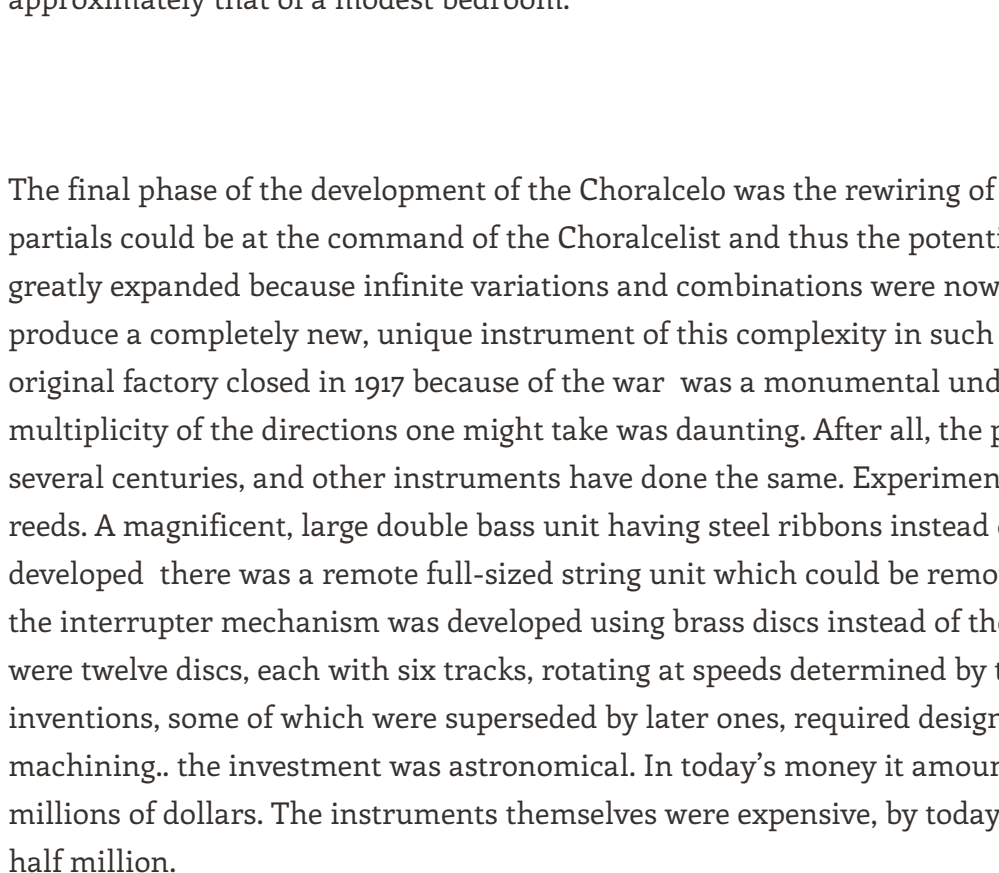 approximately that of a modest bedroom.
The final phase of the development of the Choralcelo was the rewiring of
partials could be at the command of the Choralcelist and thus the potenti
greatly expanded because infinite variations and combinations were now
produce a completely new, unique instrument of this complexity in such
original factory closed in 1917 because of the war  was a monumental und
multiplicity of the directions one might take was daunting. After all, the p
several centuries, and other instruments have done the same. Experimen
reeds. A magnificent, large double bass unit having steel ribbons instead
developed  there was a remote full-sized string unit which could be remo
the interrupter mechanism was developed using brass discs instead of the
were twelve discs, each with six tracks, rotating at speeds determined by t
inventions, some of which were superseded by later ones, required design
machining.. the investment was astronomical. In today’s money it amoun
millions of dollars. The instruments themselves were expensive, by today
half million.